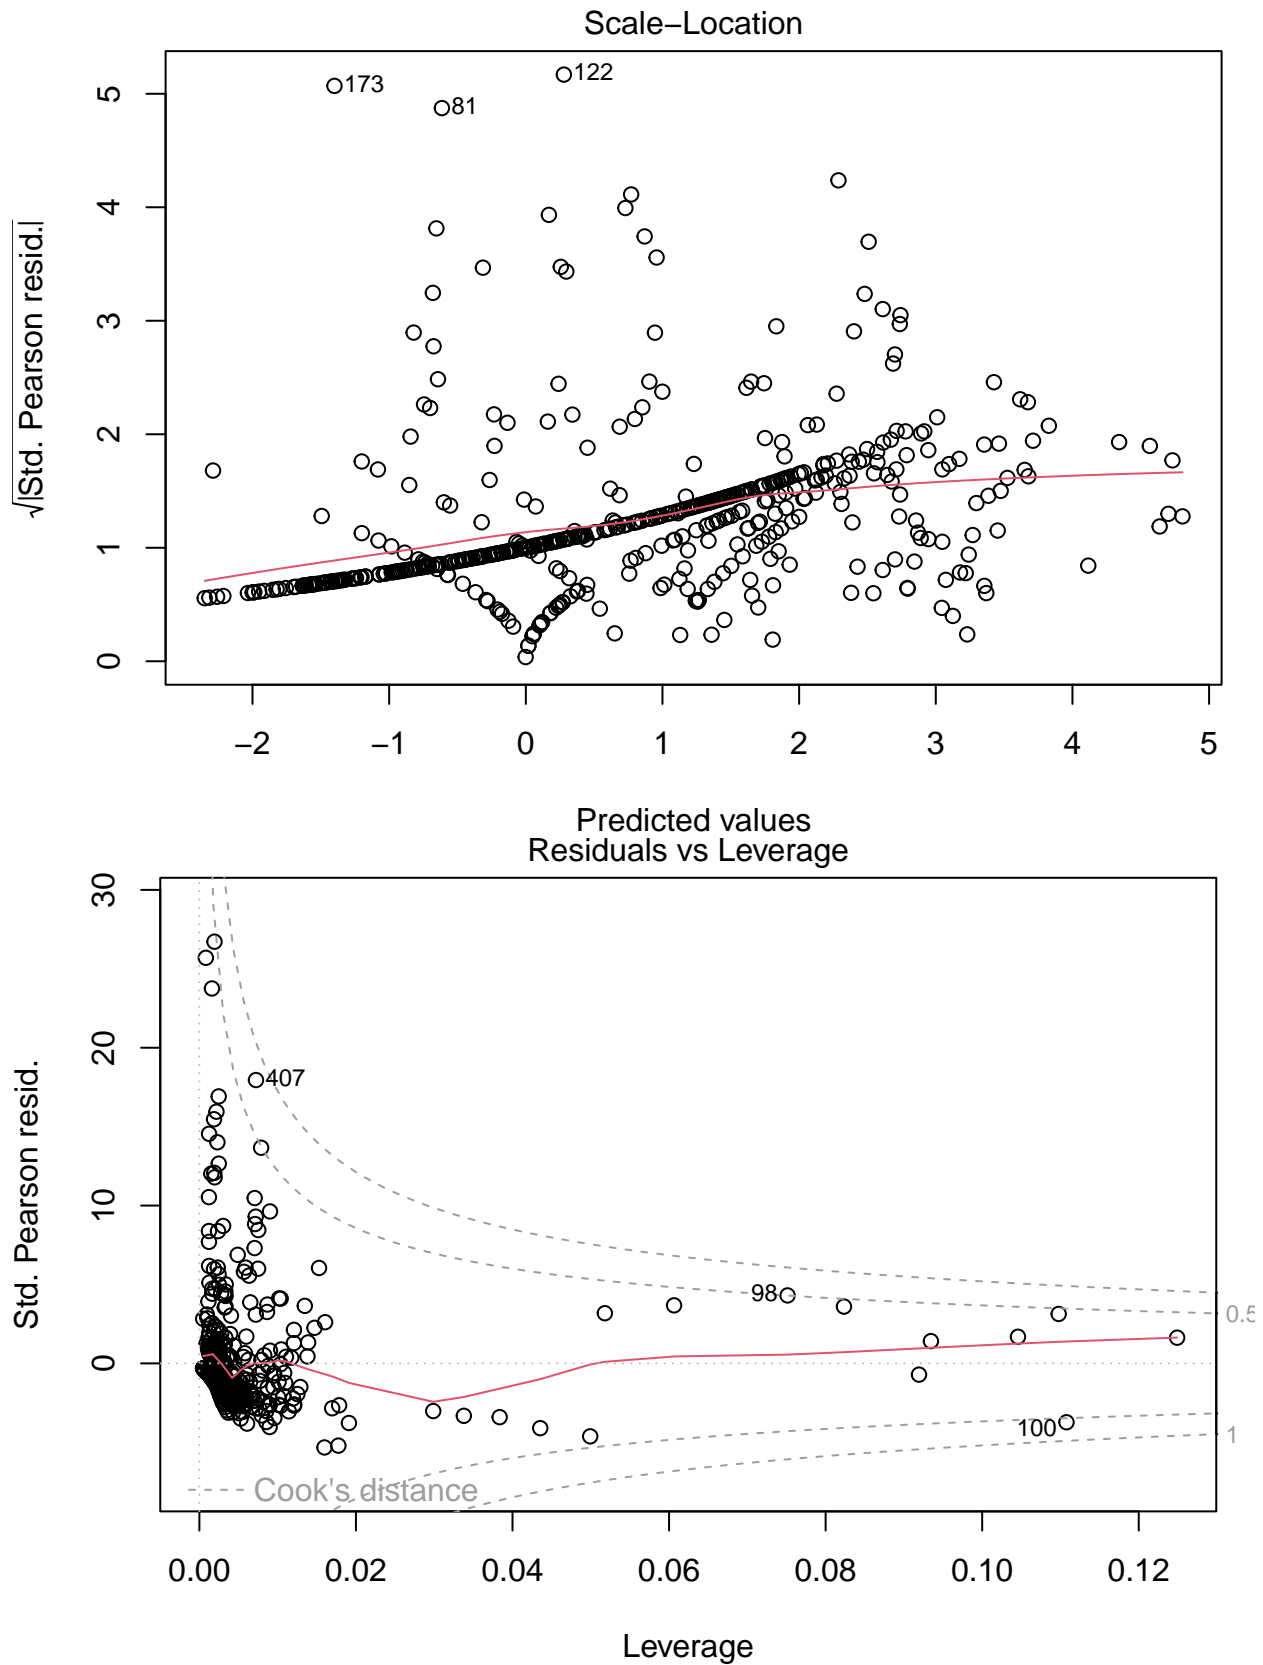 Scale−Location
√|Std. Pearson resid.|
173
81
122
5
4
3
2
1
0
−2 −1 0 1 2 3 4 5
Predicted values
Residuals vs Leverage
Std. Pearson resid.
30
20
10
0
407
98
100
0.5
1
Cook's distance
0.00 0.02 0.04 0.06 0.08 0.10 0.12
Leverage